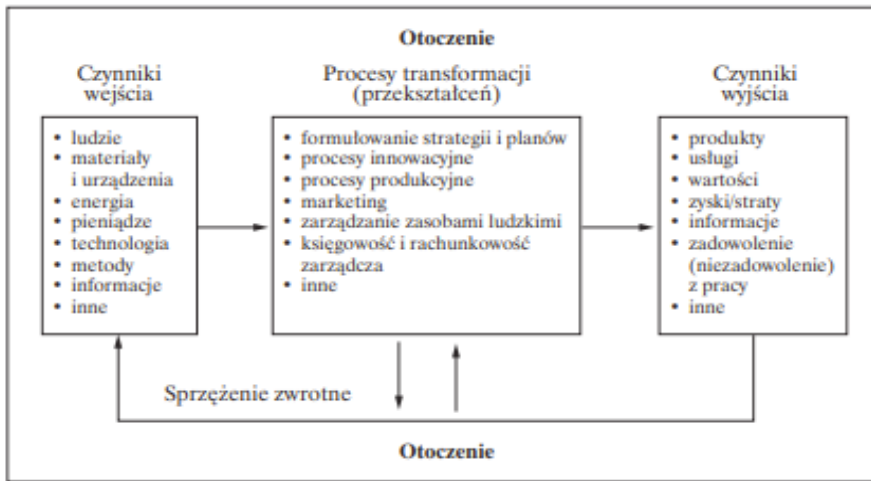 Otoczenie
Czynniki
wejścia
Procesy transformacji
(przekształceń)
Czynniki
wyjścia
• ludzie
• materiały
i urządzenia
• energia
• pieniądze
• technologia
• metody
• informacje
• inne
• formułowanie strategii i planów
• procesy innowacyjne
• procesy produkcyjne
• marketing
• zarządzanie zasobami ludzkimi
• księgowość i rachunkowość
zarządcza
• inne
• produkty
• usługi
• wartości
• zyski/straty
• informacje
• zadowolenie
(niezadowolenie)
z pracy
• inne
Sprzężenie zwrotne
Otoczenie